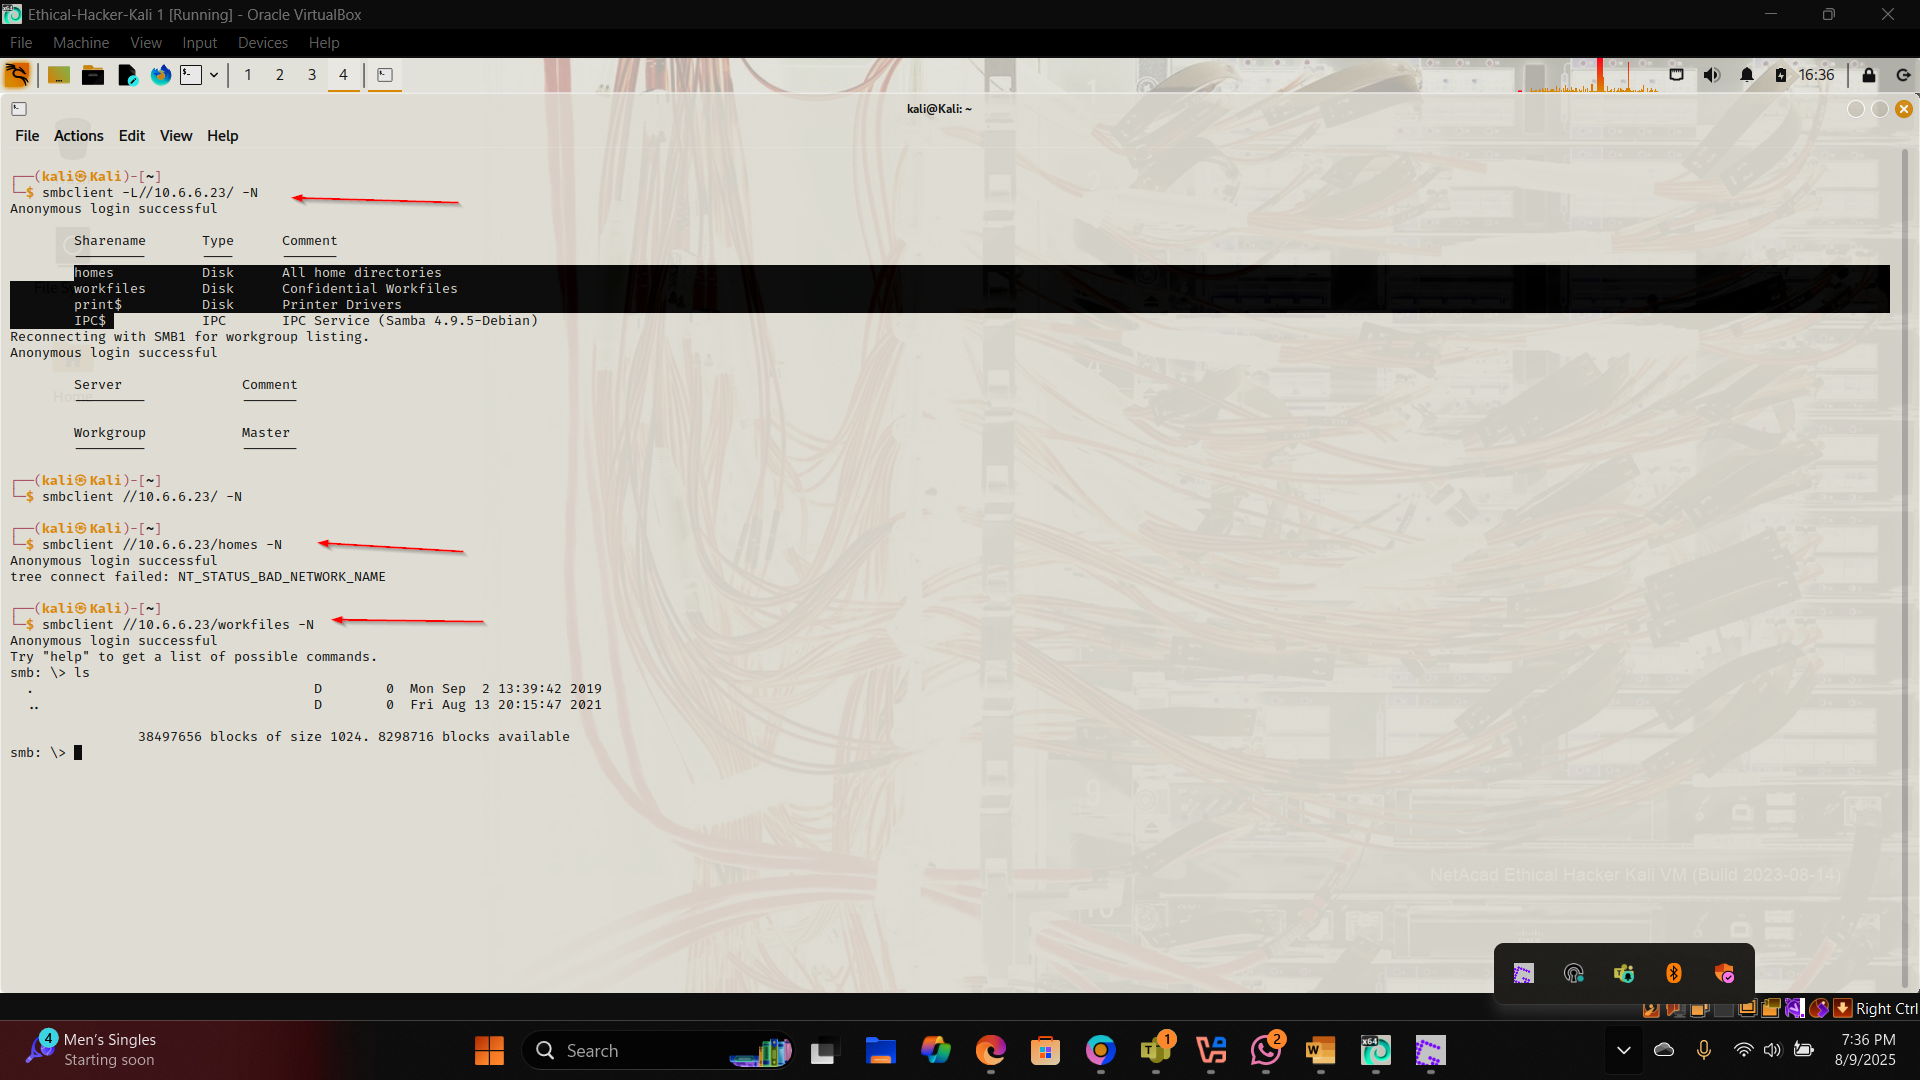 Ethical-Hacker-Kali 1 [Running] - Oracle VirtualBox
File Machine View Input Devices Help
1 2 3 4
16:36
kali@Kali: ~
File Actions Edit View Help
┌──(kali㉿Kali)-[~]
└─$ smbclient -L//10.6.6.23/ -N
Anonymous login successful
Sharename Type Comment
homes Disk All home directories
workfiles Disk Confidential Workfiles
print$ Disk Printer Drivers
IPC$ IPC IPC Service (Samba 4.9.5-Debian)
Reconnecting with SMB1 for workgroup listing.
Anonymous login successful
Server Comment
Home
Workgroup Master
┌──(kali㉿Kali)-[~]
└─$ smbclient //10.6.6.23/ -N
┌──(kali㉿Kali)-[~]
└─$ smbclient //10.6.6.23/homes -N
Anonymous login successful
tree connect failed: NT_STATUS_BAD_NETWORK_NAME
┌──(kali㉿Kali)-[~]
└─$ smbclient //10.6.6.23/workfiles -N
Anonymous login successful
Try "help" to get a list of possible commands.
smb: \> ls
. D 0 Mon Sep 2 13:39:42 2019
.. D 0 Fri Aug 13 20:15:47 2021
38497656 blocks of size 1024. 8298716 blocks available
smb: \>
NetAcad Ethical Hacker Kali VM (Build 2023-08-14)
Right Ctrl
4
Men's Singles
Starting soon
Search
1
2
7:36 PM
8/9/2025